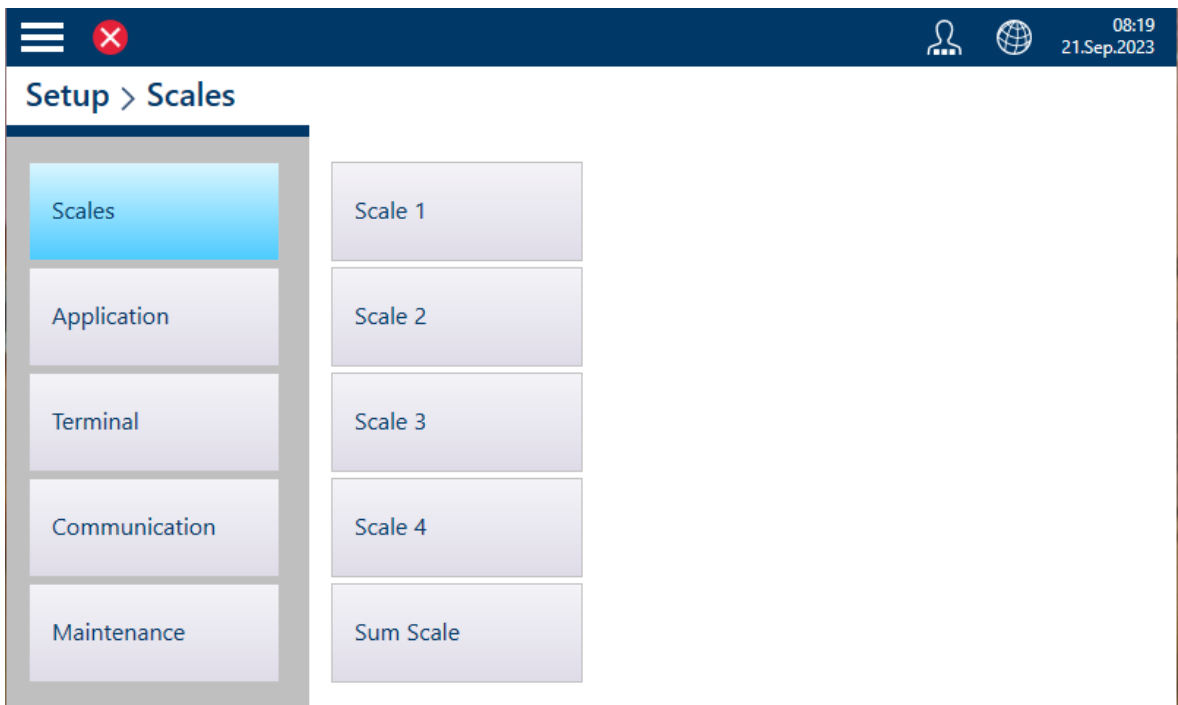 08:19
21.Sep.2023
Setup > Scales
Scales
Application
Terminal
Communication
Maintenance
Scale 1
Scale 2
Scale 3
Scale 4
Sum Scale